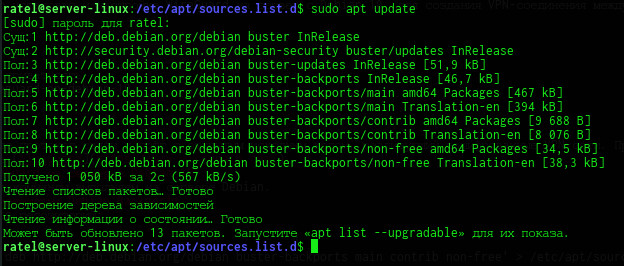 ratel@server-linux:/etc/apt/sources.list.d$ sudo apt update
[sudo] пароль для ratel:
Сущ:1 http://deb.debian.org/debian buster InRelease
Сущ:2 http://security.debian.org/debian-security buster/updates InRelease
Пол:3 http://deb.debian.org/debian buster-updates InRelease [51,9 kB]
Пол:4 http://deb.debian.org/debian buster-backports InRelease [46,7 kB]
Пол:5 http://deb.debian.org/debian buster-backports/main amd64 Packages [467 kB]
Пол:6 http://deb.debian.org/debian buster-backports/main Translation-en [394 kB]
Пол:7 http://deb.debian.org/debian buster-backports/contrib amd64 Packages [9 688 B]
Пол:8 http://deb.debian.org/debian buster-backports/contrib Translation-en [8 076 B]
Пол:9 http://deb.debian.org/debian buster-backports/non-free amd64 Packages [34,5 kB]
Пол:10 http://deb.debian.org/debian buster-backports/non-free Translation-en [38,3 kB]
Получено 1 050 kB за 2с (567 kB/s)
Чтение списков пакетов… Готово
Построение дерева зависимостей
Чтение информации о состоянии… Готово
Может быть обновлено 13 пакетов. Запустите «apt list --upgradable» для их показа.
ratel@server-linux:/etc/apt/sources.list.d$